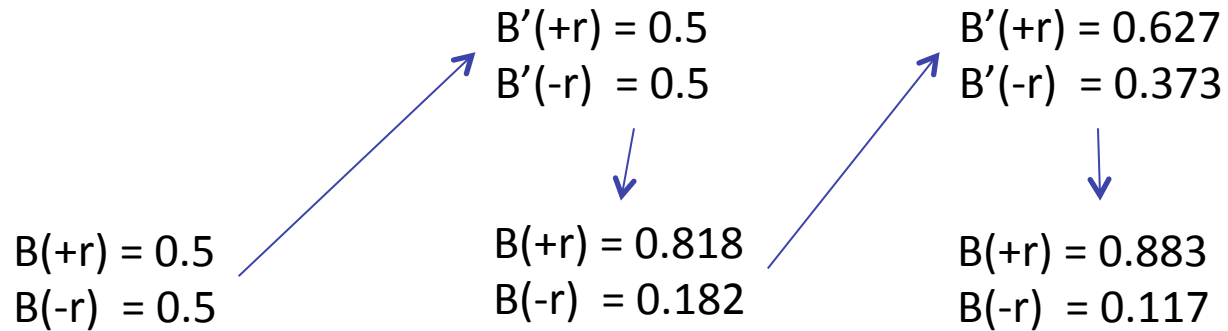 B'(+r) = 0.5
B'(-r) = 0.5
B'(+r) = 0.627
B'(-r) = 0.373
B(+r) = 0.5
B(-r) = 0.5
B(+r) = 0.818
B(-r) = 0.182
B(+r) = 0.883
B(-r) = 0.117